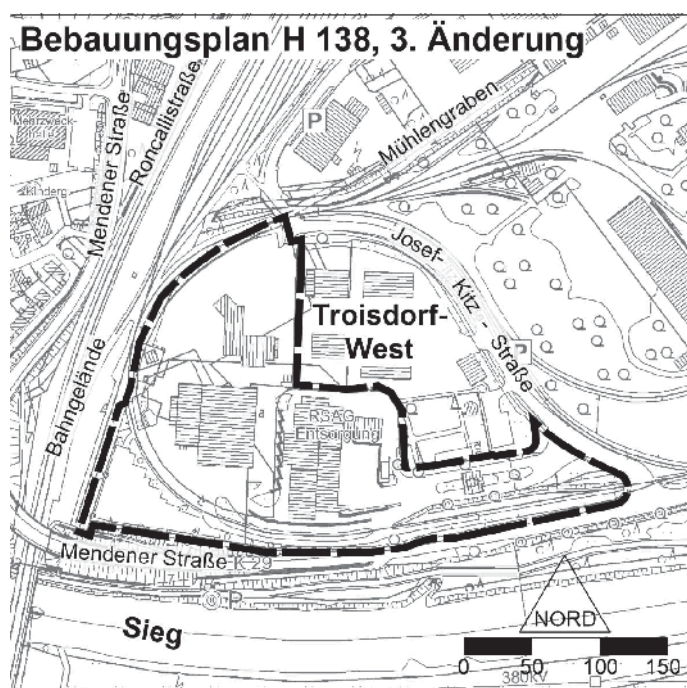 Bebauungsplan H 138, 3. Änderung
Mendener Straße
Roncallistraße
P
Mühlengraben
Kinderg.
Josef-Kitz-Straße
Troisdorf-
West
Bahngelände
RSAG
Entsorgung
Mendener Straße K 29
P
Sieg
NORD
0 50 100 150
380KV